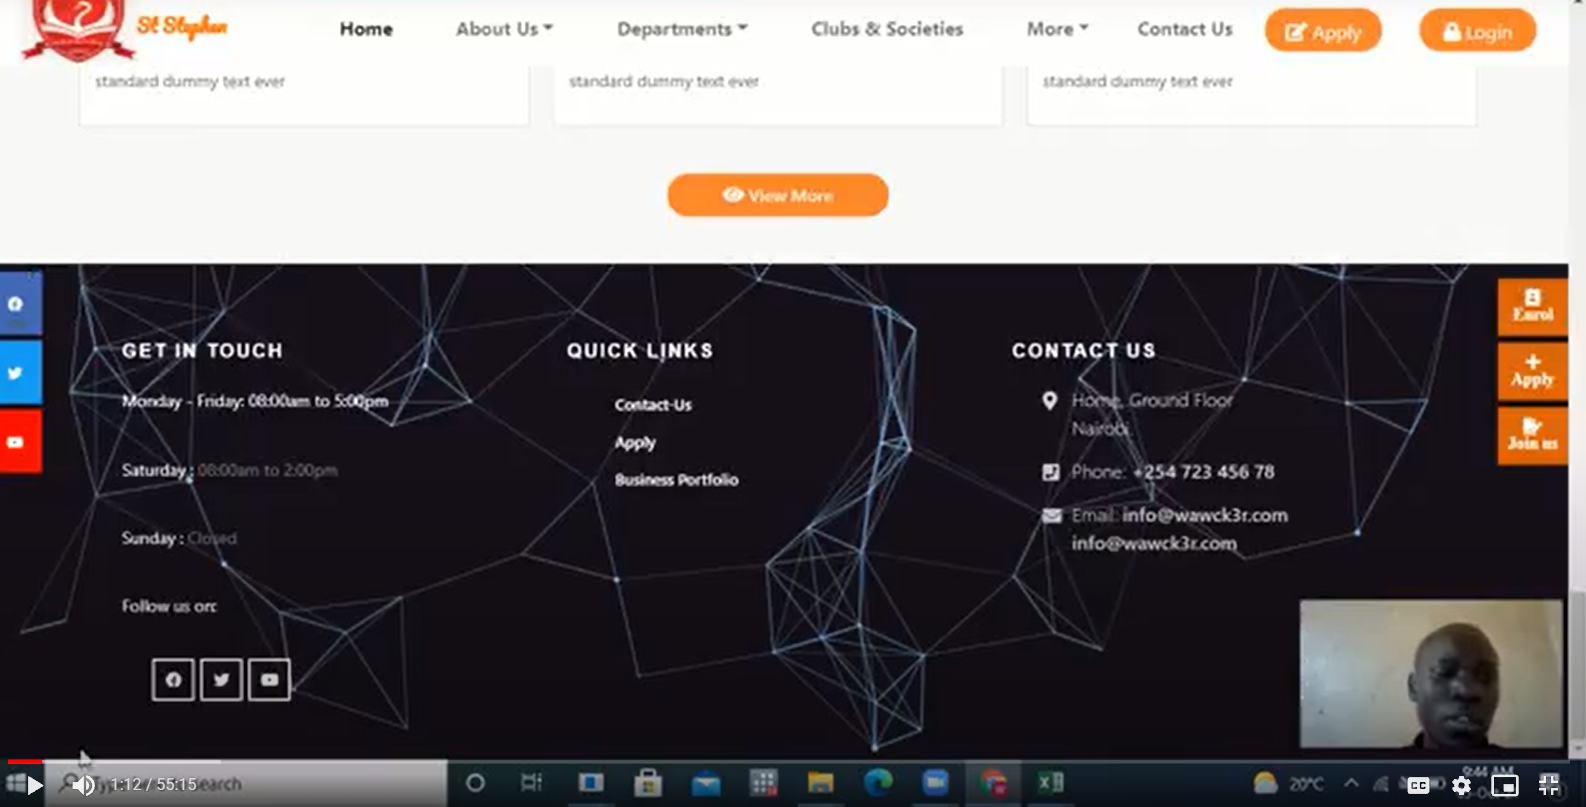 St Stephen
Home About Us Departments Clubs & Societies More Contact Us Apply Login
standard dummy text ever standard dummy text ever standard dummy text ever
View More
GET IN TOUCH
Monday - Friday: 08:00am to 5:00pm
Saturday : 08:00am to 2:00pm
Sunday : Closed
Follow us on:
QUICK LINKS
Contact-Us
Apply
Business Portfolio
CONTACT US
Home, Ground Floor
Nairobi,
Phone: +254 723 456 78
Email: info@wawck3r.com
info@wawck3r.com
Enrol
Apply
Join us
1:12 / 55:15
search
20°C
9:44 AM
CC